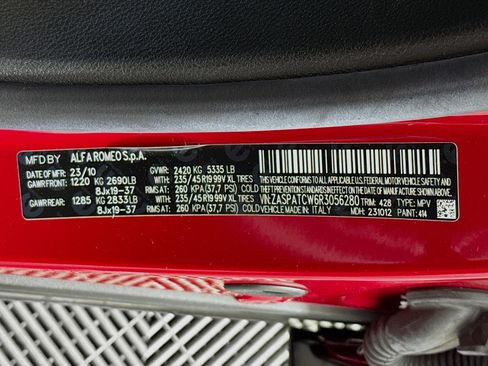 MFD BY ALFA ROMEO S.p.A.
DATE OF MFR: 23/10 GVWR: 2420 KG 5335 LB
GAWR FRONT: 1220 KG 2690LB WITH: 235/45R19 99V XL TIRES
8Jx19-37 RIMS AT: 260 KPA (37,7 PSI) COLD
GAWR REAR: 1285 KG 2833LB WITH: 235/45R19 99V XL TIRES
8Jx19-37 RIMS AT: 260 KPA (37,7 PSI) COLD
THIS VEHICLE CONFORMS TO ALL APPLICABLE
U.S.A. FEDERAL MOTOR VEHICLE SAFETY
STANDARDS IN EFFECT ON THE DATE OF
MANUFACTURE SHOWN ABOVE
VIN: ZASPATCW6R3056280 TRIM: 428 TYPE: MPV
MADE IN: ITALY MDH: 231012 PAINT: 414